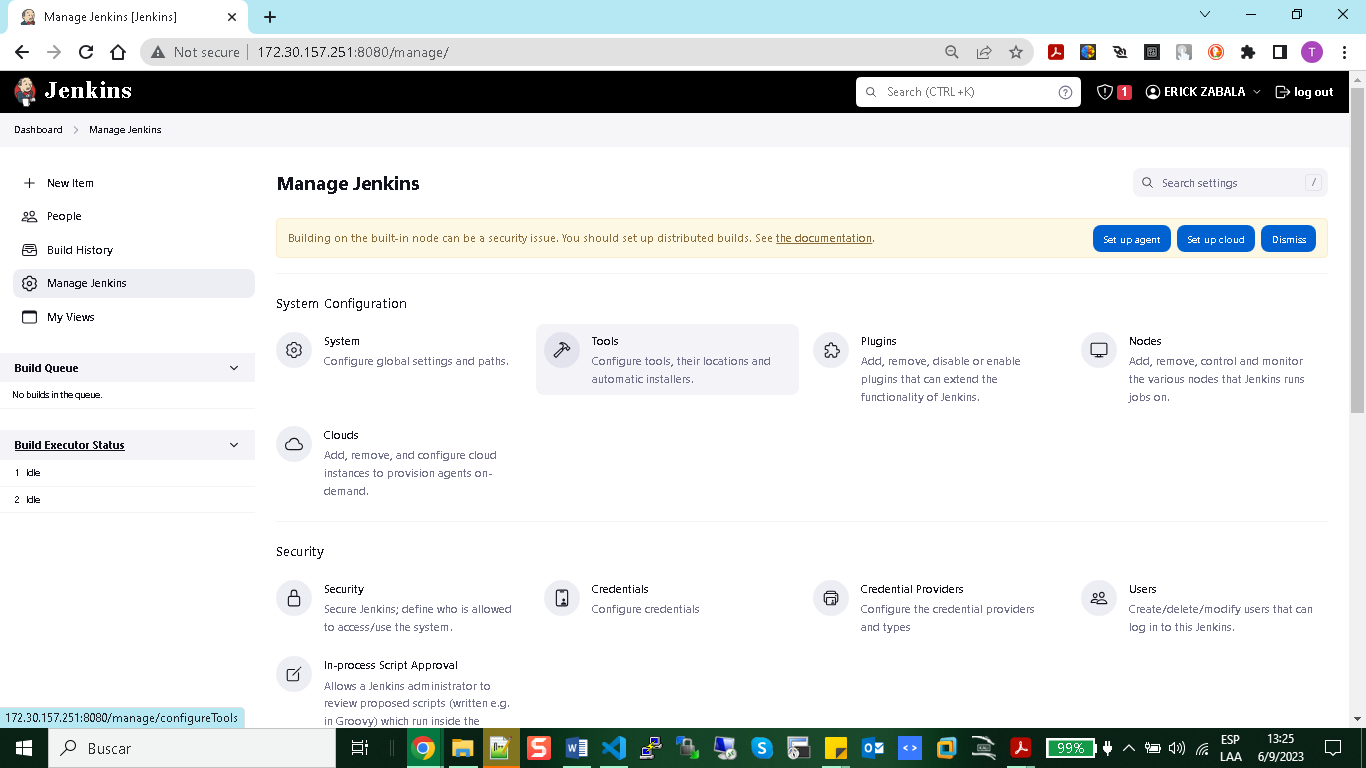 Manage Jenkins [Jenkins]
Not secure
172.30.157.251:8080/manage/
T
Jenkins
Search (CTRL+K)
1
ERICK ZABALA
log out
Dashboard
Manage Jenkins
New Item
People
Build History
Manage Jenkins
My Views
Build Queue
No builds in the queue.
Build Executor Status
1 Idle
2 Idle
Manage Jenkins
Search settings
/
Building on the built-in node can be a security issue. You should set up distributed builds. See the documentation.
Set up agent
Set up cloud
Dismiss
System Configuration
System
Configure global settings and paths.
Tools
Configure tools, their locations and
automatic installers.
Plugins
Add, remove, disable or enable
plugins that can extend the
functionality of Jenkins.
Nodes
Add, remove, control and monitor
the various nodes that Jenkins runs
jobs on.
Clouds
Add, remove, and configure cloud
instances to provision agents on-
demand.
Security
Security
Secure Jenkins; define who is allowed
to access/use the system.
Credentials
Configure credentials
Credential Providers
Configure the credential providers
and types
Users
Create/delete/modify users that can
log in to this Jenkins.
In-process Script Approval
Allows a Jenkins administrator to
review proposed scripts (written e.g.
in Groovy) which run inside the
172.30.157.251:8080/manage/configureTools
Buscar
99%
ESP
LAA
13:25
6/9/2023